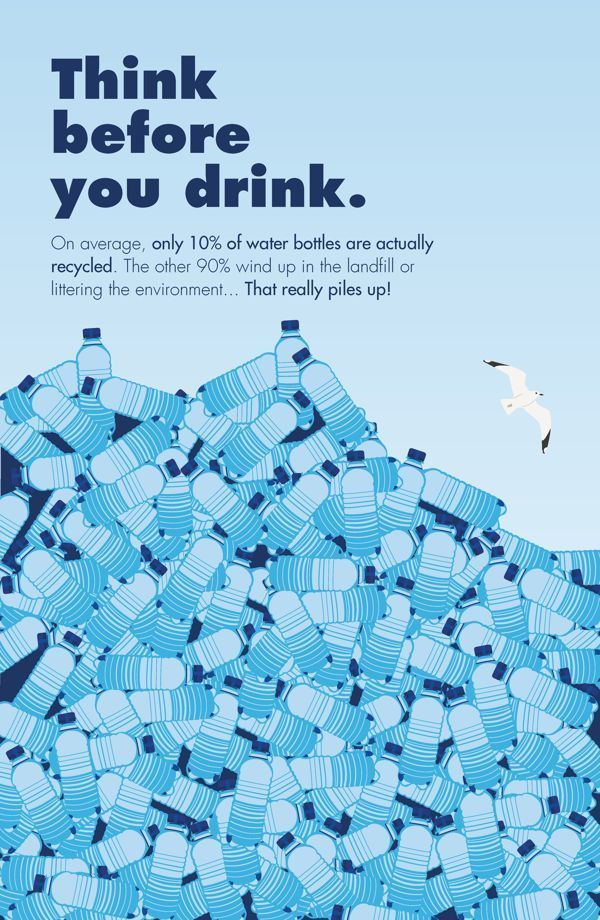 Think
before
you drink.
On average, only 10% of water bottles are actually
recycled. The other 90% wind up in the landfill or
littering the environment... That really piles up!